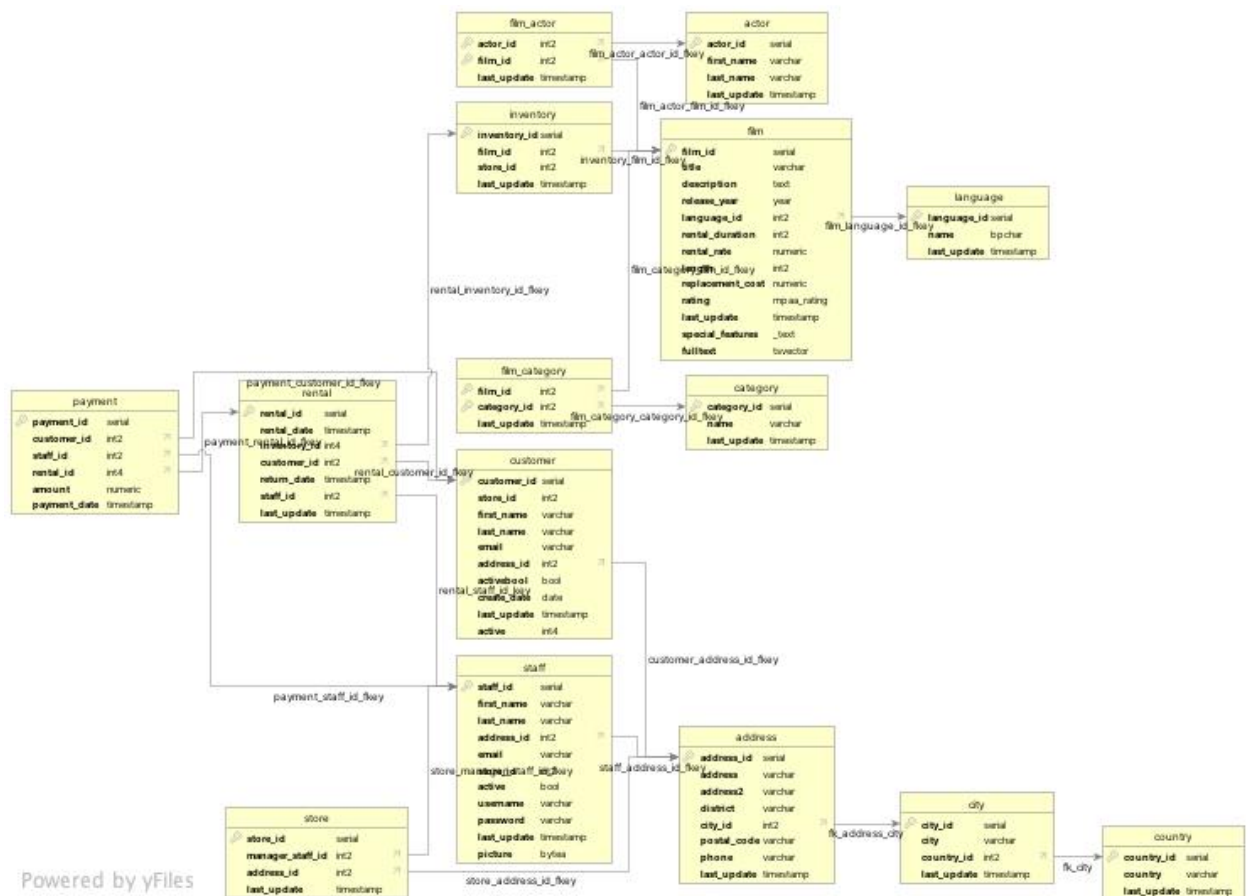 film_actor
actor_id int2
film_id int2
last_update timestamp
actor
actor_id serial
first_name varchar
last_name varchar
last_update timestamp
film_actor_actor_id_fkey
film_actor_film_id_fkey
inventory
inventory_id serial
film_id int2
store_id int2
last_update timestamp
inventory_film_id_fkey
film
film_id serial
title varchar
description text
release_year year
language_id int2
rental_duration int2
rental_rate numeric
length int2
replacement_cost numeric
rating mpaa_rating
last_update timestamp
special_features _text
fulltext tsvector
language
language_id serial
name bpchar
last_update timestamp
film_language_id_fkey
film_category_film_id_fkey
rental_inventory_id_fkey
film_category
film_id int2
category_id int2
last_update timestamp
category
category_id serial
name varchar
last_update timestamp
film_category_category_id_fkey
payment
payment_id serial
customer_id int2
staff_id int2
rental_id int4
amount numeric
payment_date timestamp
payment_customer_id_fkey
payment_rental_id_fkey
rental
rental_id serial
rental_date timestamp
inventory_id int4
customer_id int2
return_date timestamp
staff_id int2
last_update timestamp
rental_customer_id_fkey
customer
customer_id serial
store_id int2
first_name varchar
last_name varchar
email varchar
address_id int2
activebool bool
create_date date
last_update timestamp
active int4
rental_staff_id_key
customer_address_id_fkey
payment_staff_id_fkey
staff
staff_id serial
first_name varchar
last_name varchar
address_id int2
email varchar
store_id int2
active bool
username varchar
password varchar
last_update timestamp
picture bytea
store_manager_staff_id_fkey
staff_address_id_fkey
address
address_id serial
address varchar
address2 varchar
district varchar
city_id int2
postal_code varchar
phone varchar
last_update timestamp
fk_address_city
city
city_id serial
city varchar
country_id int2
last_update timestamp
fk_city
country
country_id serial
country varchar
last_update timestamp
store
store_id serial
manager_staff_id int2
address_id int2
last_update timestamp
store_address_id_fkey
Powered by yFiles